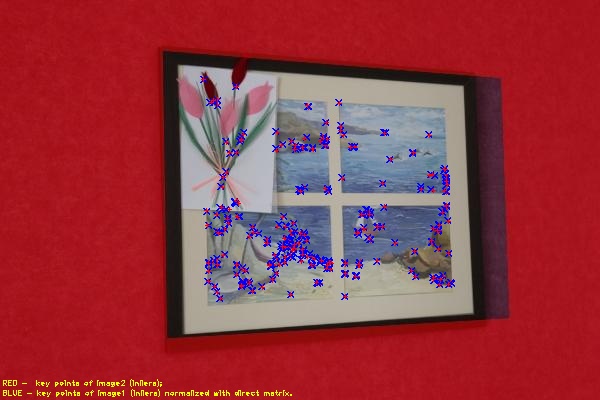 RED - key points of image2 (inliers);
BLUE - key points of image1 (inliers) normalized with direct matrix.